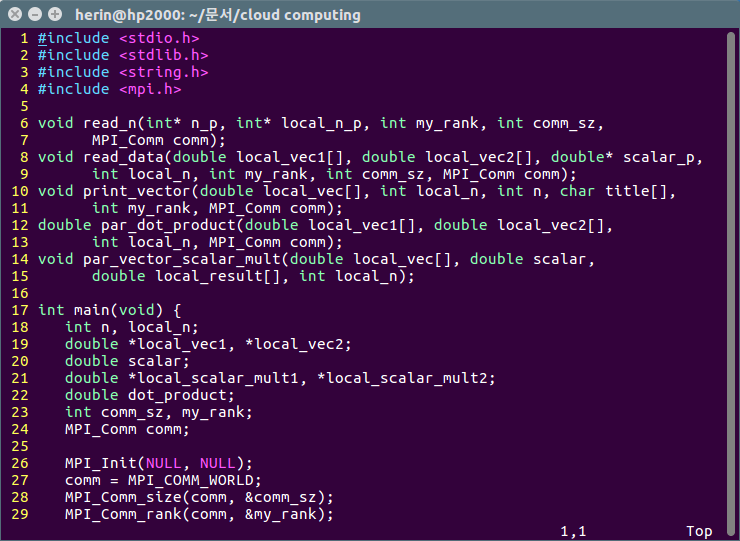 herin@hp2000: ~/문서/cloud computing
1 #include <stdio.h>
2 #include <stdlib.h>
3 #include <string.h>
4 #include <mpi.h>
5
6 void read_n(int* n_p, int* local_n_p, int my_rank, int comm_sz,
7       MPI_Comm comm);
8 void read_data(double local_vec1[], double local_vec2[], double* scalar_p,
9       int local_n, int my_rank, int comm_sz, MPI_Comm comm);
10 void print_vector(double local_vec[], int local_n, int n, char title[],
11       int my_rank, MPI_Comm comm);
12 double par_dot_product(double local_vec1[], double local_vec2[],
13       int local_n, MPI_Comm comm);
14 void par_vector_scalar_mult(double local_vec[], double scalar,
15       double local_result[], int local_n);
16
17 int main(void) {
18    int n, local_n;
19    double *local_vec1, *local_vec2;
20    double scalar;
21    double *local_scalar_mult1, *local_scalar_mult2;
22    double dot_product;
23    int comm_sz, my_rank;
24    MPI_Comm comm;
25
26    MPI_Init(NULL, NULL);
27    comm = MPI_COMM_WORLD;
28    MPI_Comm_size(comm, &comm_sz);
29    MPI_Comm_rank(comm, &my_rank);
1,1 Top